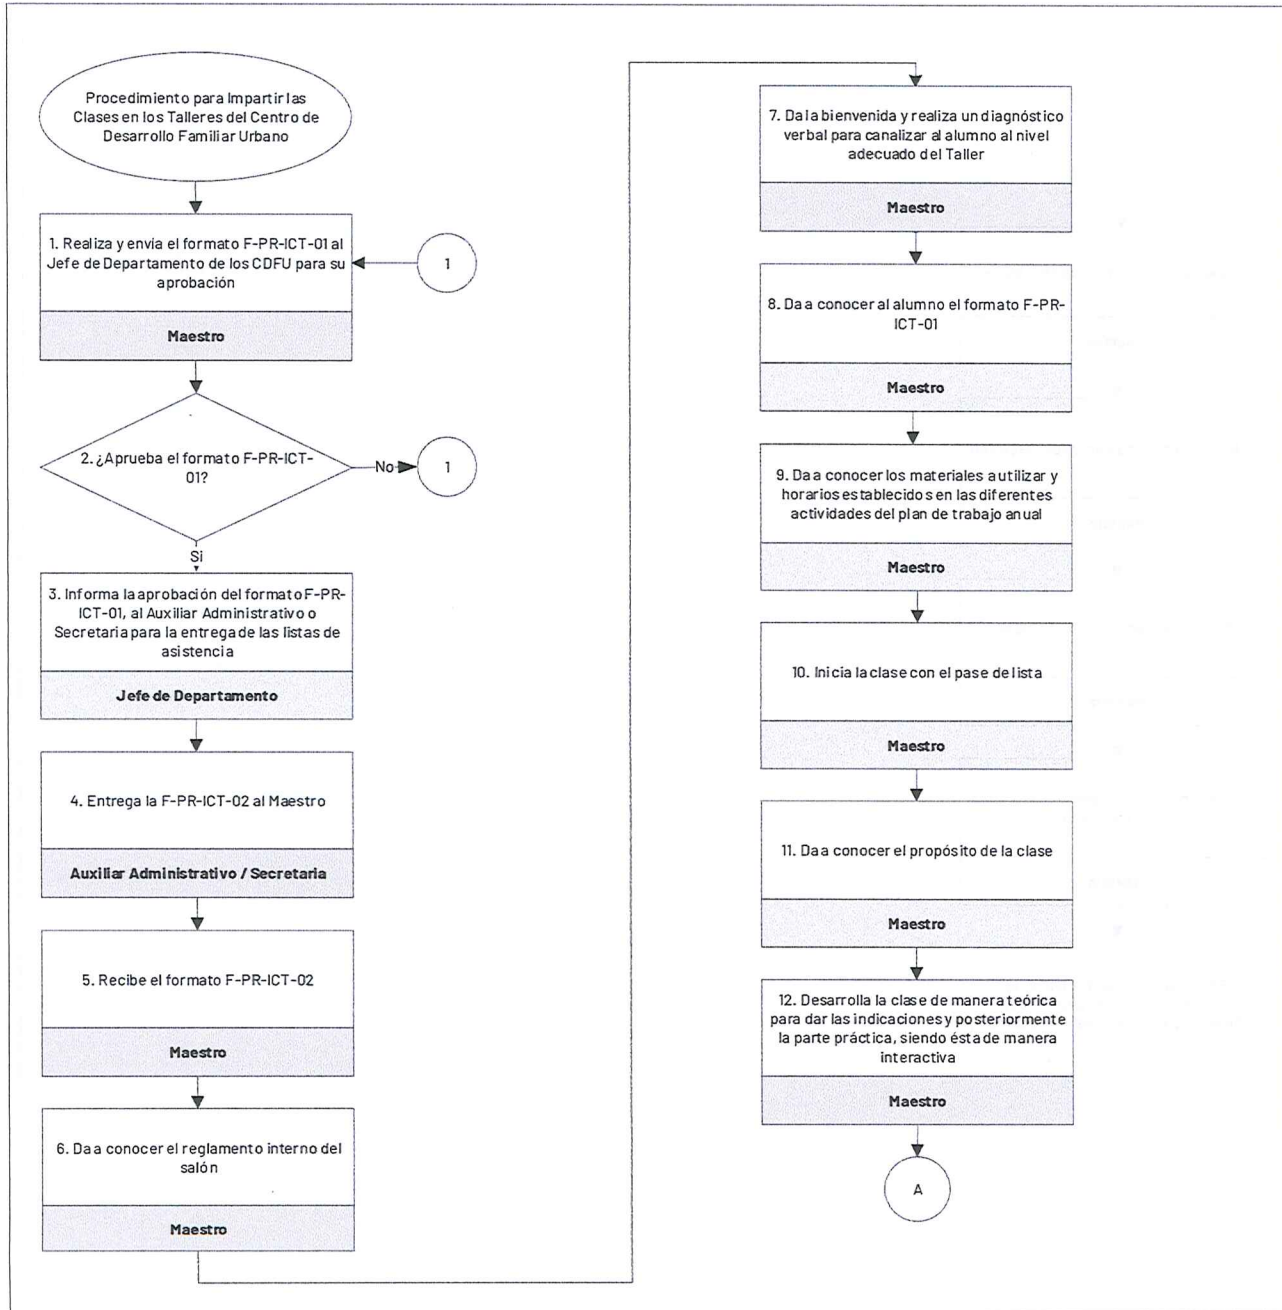 Procedimiento para Impartir las
Clases en los Talleres del Centro de
Desarrollo Familiar Urbano
1. Realiza y envía el formato F-PR-ICT-01 al
Jefe de Departamento de los CDFU para su
aprobación
Maestro
1
2. ¿Aprueba el formato F-PR-ICT-
01?
No
1
Si
3. Informa la aprobación del formato F-PR-
ICT-01, al Auxiliar Administrativo o
Secretaria para la entrega de las listas de
asistencia
Jefe de Departamento
4. Entrega la F-PR-ICT-02 al Maestro
Auxiliar Administrativo / Secretaria
5. Recibe el formato F-PR-ICT-02
Maestro
6. Da a conocer el reglamento interno del
salón
Maestro
7. Da la bienvenida y realiza un diagnóstico
verbal para canalizar al alumno al nivel
adecuado del Taller
Maestro
8. Da a conocer al alumno el formato F-PR-
ICT-01
Maestro
9. Da a conocer los materiales a utilizar y
horarios establecidos en las diferentes
actividades del plan de trabajo anual
Maestro
10. Inicia la clase con el pase de lista
Maestro
11. Da a conocer el propósito de la clase
Maestro
12. Desarrolla la clase de manera teórica
para dar las indicaciones y posteriormente
la parte práctica, siendo ésta de manera
interactiva
Maestro
A